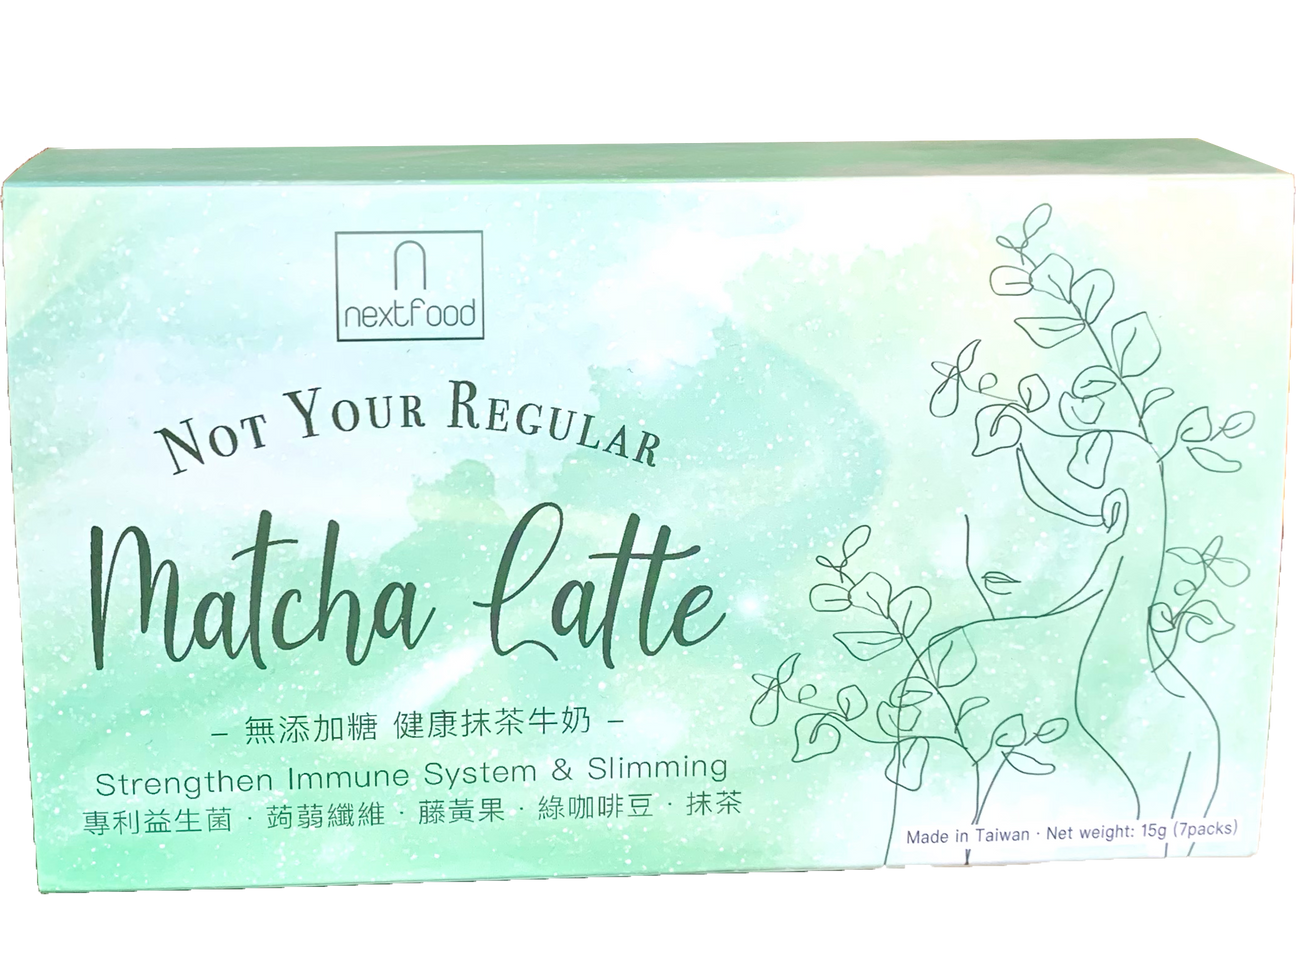 n
nextfood
NOT YOUR REGULAR
Matcha Latte
– 無添加糖 健康抹茶牛奶 –
Strengthen Immune System & Slimming
專利益生菌 · 蒟蒻纖維 · 藤黃果 · 綠咖啡豆 · 抹茶
Made in Taiwan · Net weight: 15g (7packs)